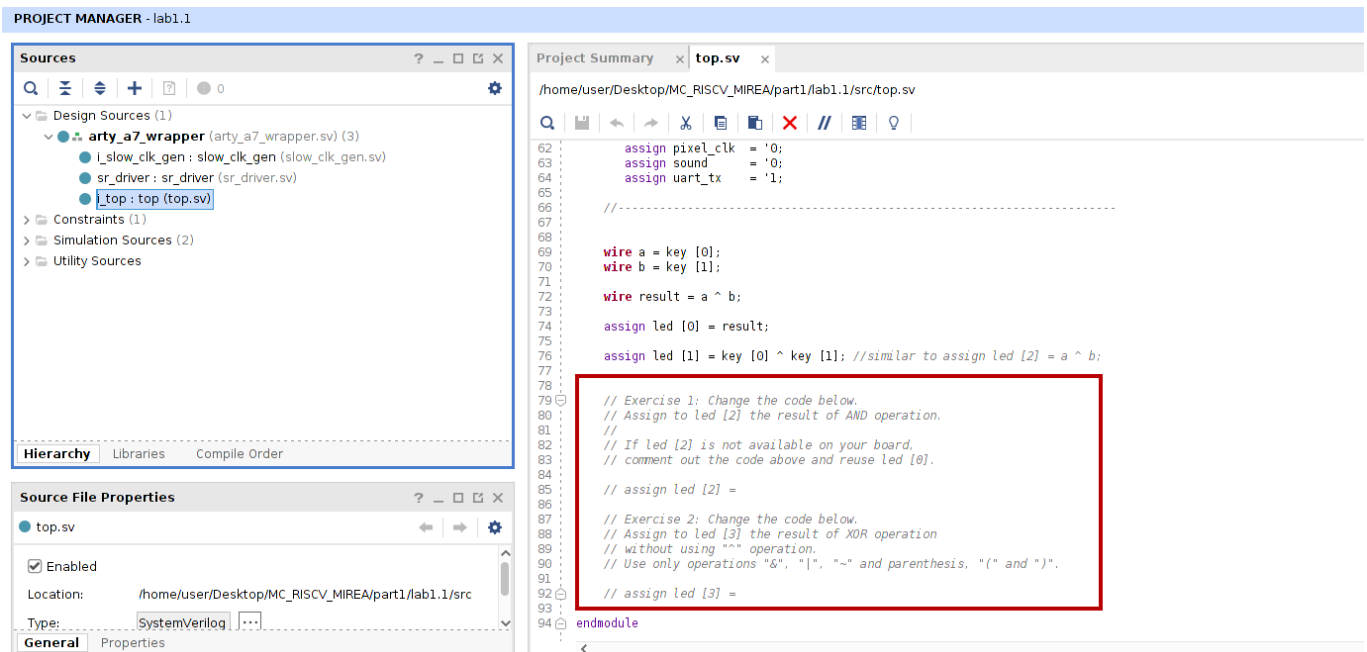 PROJECT MANAGER - lab1.1
Sources
? _ X
0
Design Sources (1)
arty_a7_wrapper (arty_a7_wrapper.sv) (3)
i_slow_clk_gen : slow_clk_gen (slow_clk_gen.sv)
sr_driver : sr_driver (sr_driver.sv)
i_top : top (top.sv)
Constraints (1)
Simulation Sources (2)
Utility Sources
Hierarchy Libraries Compile Order
Source File Properties
? _ X
top.sv
Enabled
Location: /home/user/Desktop/MC_RISCV_MIREA/part1/lab1.1/src
Type: SystemVerilog ...
General Properties
Project Summary x top.sv x
/home/user/Desktop/MC_RISCV_MIREA/part1/lab1.1/src/top.sv
62 assign pixel_clk = '0;
63 assign sound = '0;
64 assign uart_tx = '1;
65
66 //------------------------------------------------------------------------
67
68
69 wire a = key [0];
70 wire b = key [1];
71
72 wire result = a ^ b;
73
74 assign led [0] = result;
75
76 assign led [1] = key [0] ^ key [1]; //similar to assign led [2] = a ^ b;
77
78
79 // Exercise 1: Change the code below.
80 // Assign to led [2] the result of AND operation.
81 //
82 // If led [2] is not available on your board,
83 // comment out the code above and reuse led [0].
84
85 // assign led [2] =
86
87 // Exercise 2: Change the code below.
88 // Assign to led [3] the result of XOR operation
89 // without using "^" operation.
90 // Use only operations "&", "|", "~" and parenthesis, "(" and ")".
91
92 // assign led [3] =
93
94 endmodule